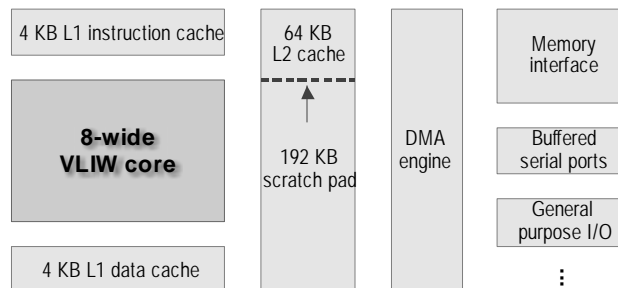 4 KB L1 instruction cache
8-wide
VLIW core
4 KB L1 data cache
64 KB
L2 cache
192 KB
scratch pad
DMA
engine
Memory
interface
Buffered
serial ports
General
purpose I/O
...